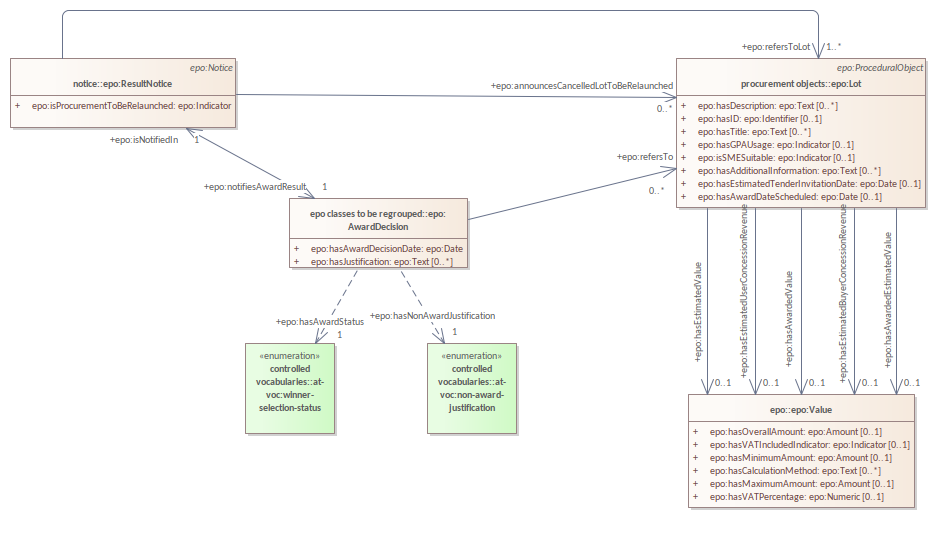 +epo:refersToLot 1..*
epo:Notice
notice::epo:ResultNotice
+ epo:isProcurementToBeRelaunched: epo:Indicator
+epo:announcesCancelledLotToBeRelaunched
0..*
epo:ProceduralObject
procurement objects::epo:Lot
+ epo:hasDescription: epo:Text [0..*]
+ epo:hasID: epo:Identifier [0..1]
+ epo:hasTitle: epo:Text [0..*]
+ epo:hasGPAUsage: epo:Indicator [0..1]
+ epo:isSMESuitable: epo:Indicator [0..1]
+ epo:hasAdditionalInformation: epo:Text [0..*]
+ epo:hasEstimatedTenderInvitationDate: epo:Date [0..1]
+ epo:hasAwardDateScheduled: epo:Date [0..1]
+epo:isNotifiedIn 1
+epo:notifiesAwardResult 1
+epo:refersTo
0..*
epo classes to be regrouped::epo:
AwardDecision
+ epo:hasAwardDecisionDate: epo:Date
+ epo:hasJustification: epo:Text [0..*]
+epo:hasAwardStatus
1
+epo:hasNonAwardJustification
1
«enumeration»
controlled
vocabularies::at-
voc:winner-
selection-status
«enumeration»
controlled
vocabularies::at-
voc:non-award-
justification
+epo:hasEstimatedValue
0..1
+epo:hasEstimatedUserConcessionRevenue
0..1
+epo:hasAwardedValue
0..1
+epo:hasEstimatedBuyerConcessionRevenue
0..1
+epo:hasAwardedEstimatedValue
0..1
epo::epo:Value
+ epo:hasOverallAmount: epo:Amount [0..1]
+ epo:hasVATIncludedIndicator: epo:Indicator [0..1]
+ epo:hasMinimumAmount: epo:Amount [0..1]
+ epo:hasCalculationMethod: epo:Text [0..*]
+ epo:hasMaximumAmount: epo:Amount [0..1]
+ epo:hasVATPercentage: epo:Numeric [0..1]